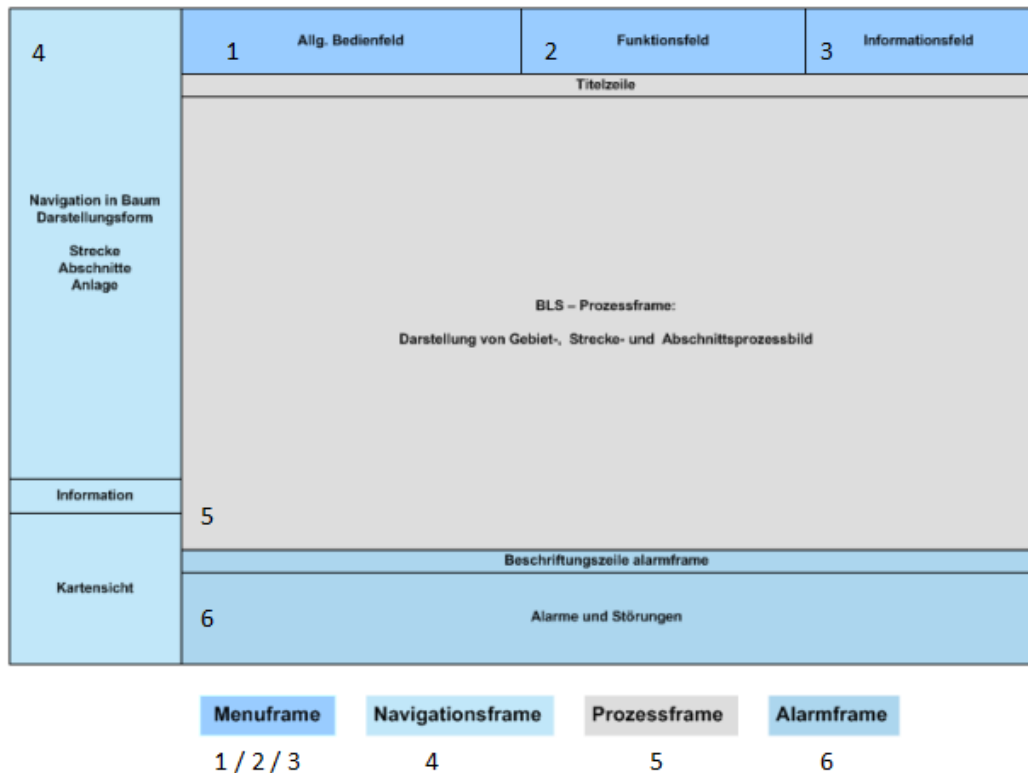 4
1 Allg. Bedienfeld
2 Funktionsfeld
3 Informationsfeld
Titelzeile
Navigation in Baum
Darstellungsform
Strecke
Abschnitte
Anlage
BLS – Prozessframe:
Darstellung von Gebiet-, Strecke- und Abschnittsprozessbild
Information
5
Kartensicht
Beschriftungszeile alarmframe
6 Alarme und Störungen
Menuframe Navigationsframe Prozessframe Alarmframe
1 / 2 / 3 4 5 6